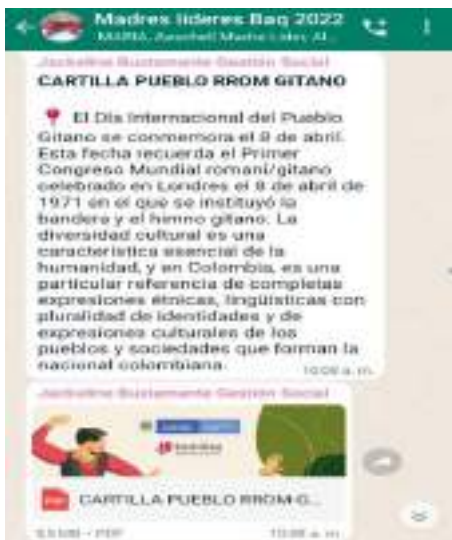 Madres lideres Baq 2022
MARIA, Madre Lider Al...
Jackeline Bustamante Gestión Social
CARTILLA PUEBLO RROM GITANO
El Día Internacional del Pueblo
Gitano se conmemora el 8 de abril.
Esta fecha recuerda el Primer
Congreso Mundial romaní/gitano
celebrado en Londres el 8 de abril de
1971 en el que se instituyó la
bandera y el himno gitano. La
diversidad cultural es una
característica esencial de la
humanidad, y en Colombia, es una
particular referencia de completas
expresiones étnicas, lingüísticas con
pluralidad de identidades y de
expresiones culturales de los
pueblos y sociedades que forman la
nacional colombiana.
10:08 a. m.
Jackeline Bustamante Gestión Social
PDF
CARTILLA PUEBLO RROM G...
PDF
10:08 a. m.